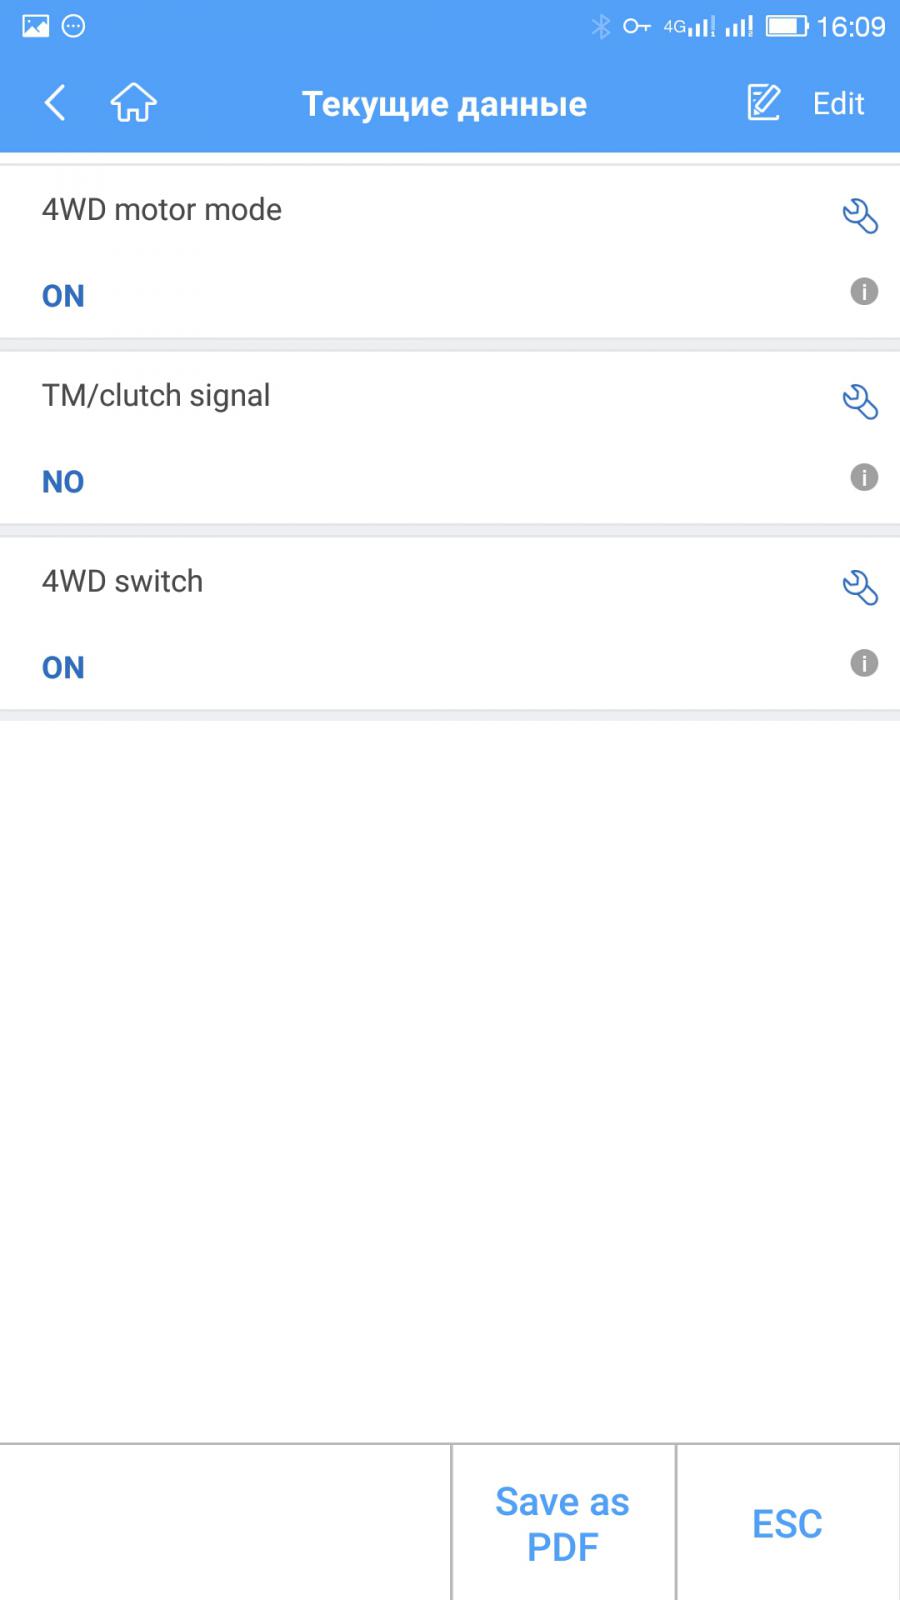 4G 16:09
Текущие данные Edit
4WD motor mode
ON
TM/clutch signal
NO
4WD switch
ON
Save as
PDF
ESC